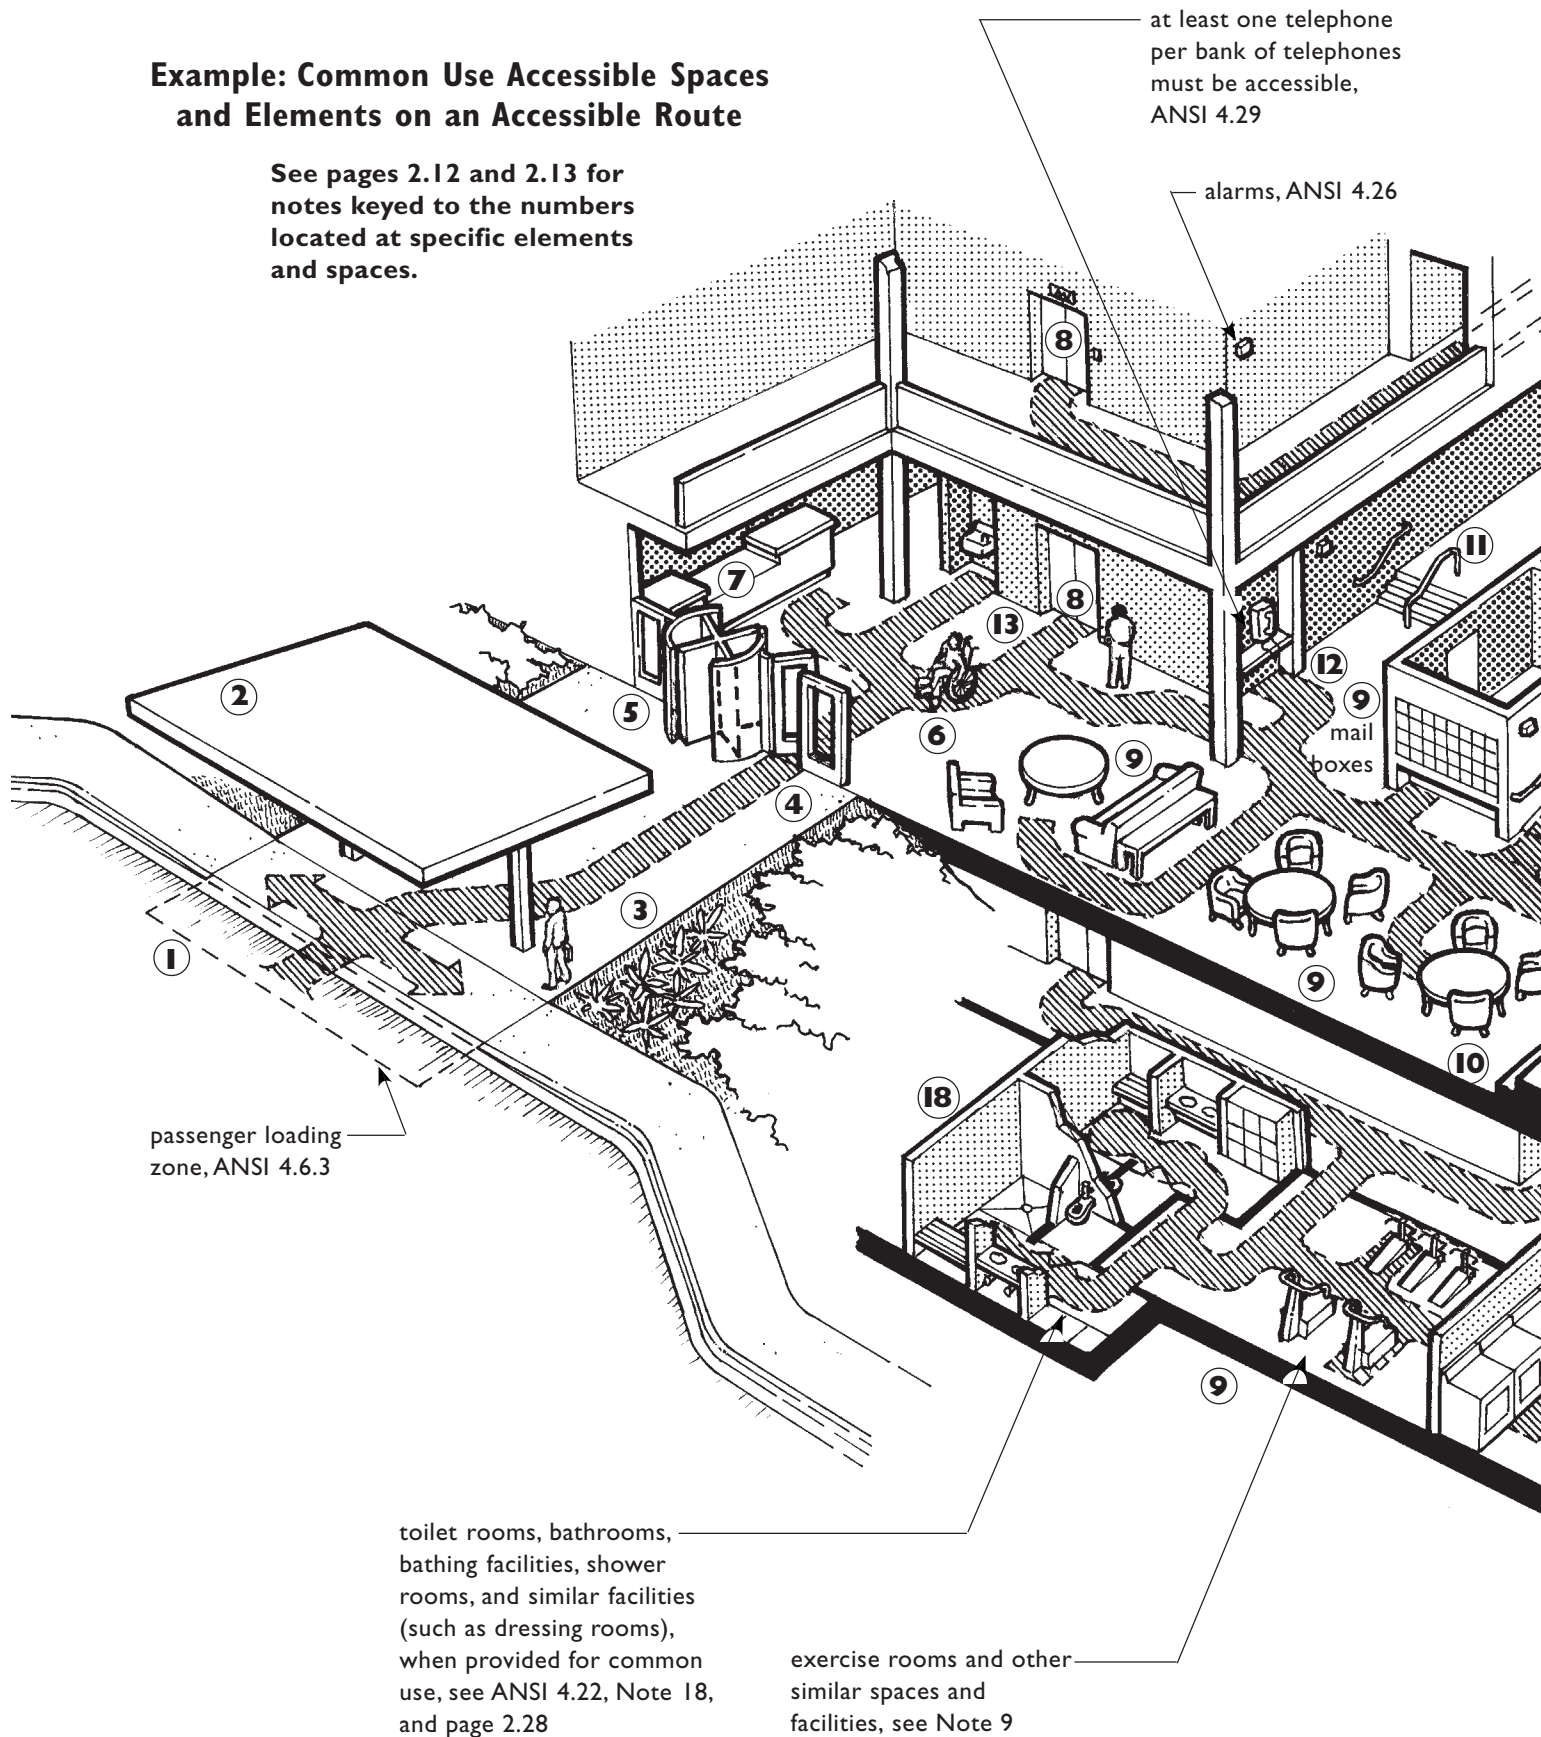 at least one telephone
per bank of telephones
must be accessible,
ANSI 4.29
Example: Common Use Accessible Spaces
and Elements on an Accessible Route
See pages 2.12 and 2.13 for
notes keyed to the numbers
located at specific elements
and spaces.
alarms, ANSI 4.26
8
11
7
8
13
12
2
9
mail
boxes
5
6
9
4
3
1
9
10
18
passenger loading
zone, ANSI 4.6.3
9
toilet rooms, bathrooms,
bathing facilities, shower
rooms, and similar facilities
(such as dressing rooms),
when provided for common
use, see ANSI 4.22, Note 18,
and page 2.28
exercise rooms and other
similar spaces and
facilities, see Note 9